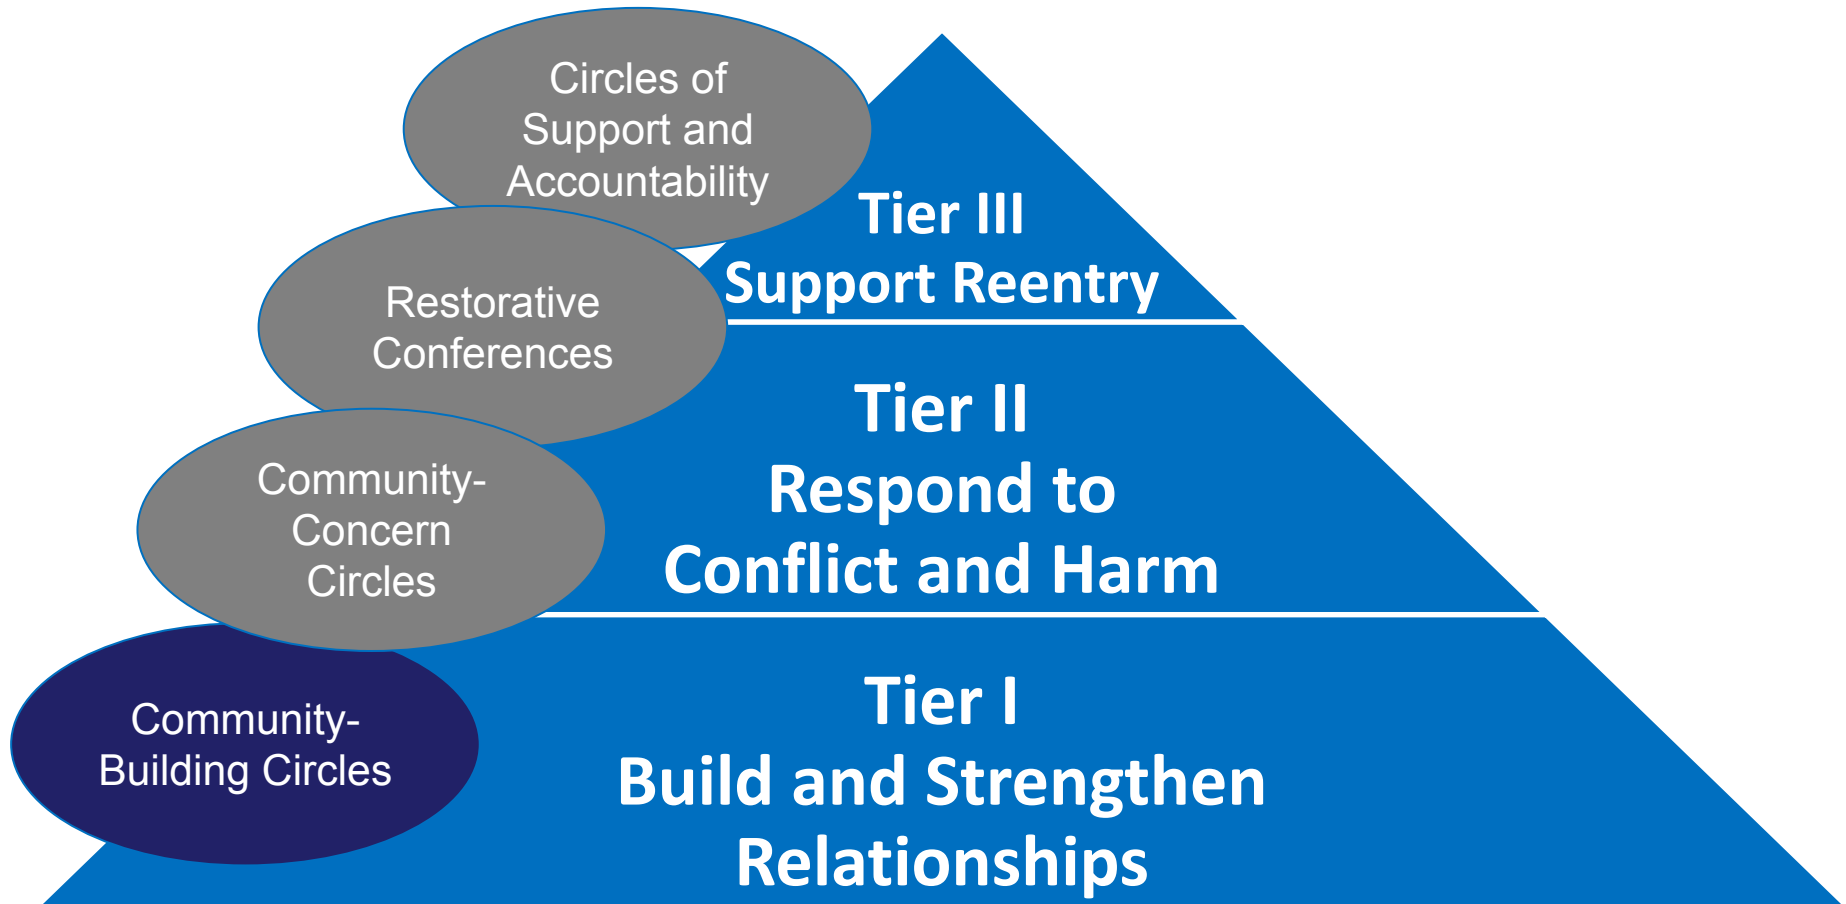 Circles of
Support and
Accountability
Tier III
Support Reentry
Restorative
Conferences
Tier II
Respond to
Conflict and Harm
Community-
Concern
Circles
Tier I
Build and Strengthen
Relationships
Community-
Building Circles